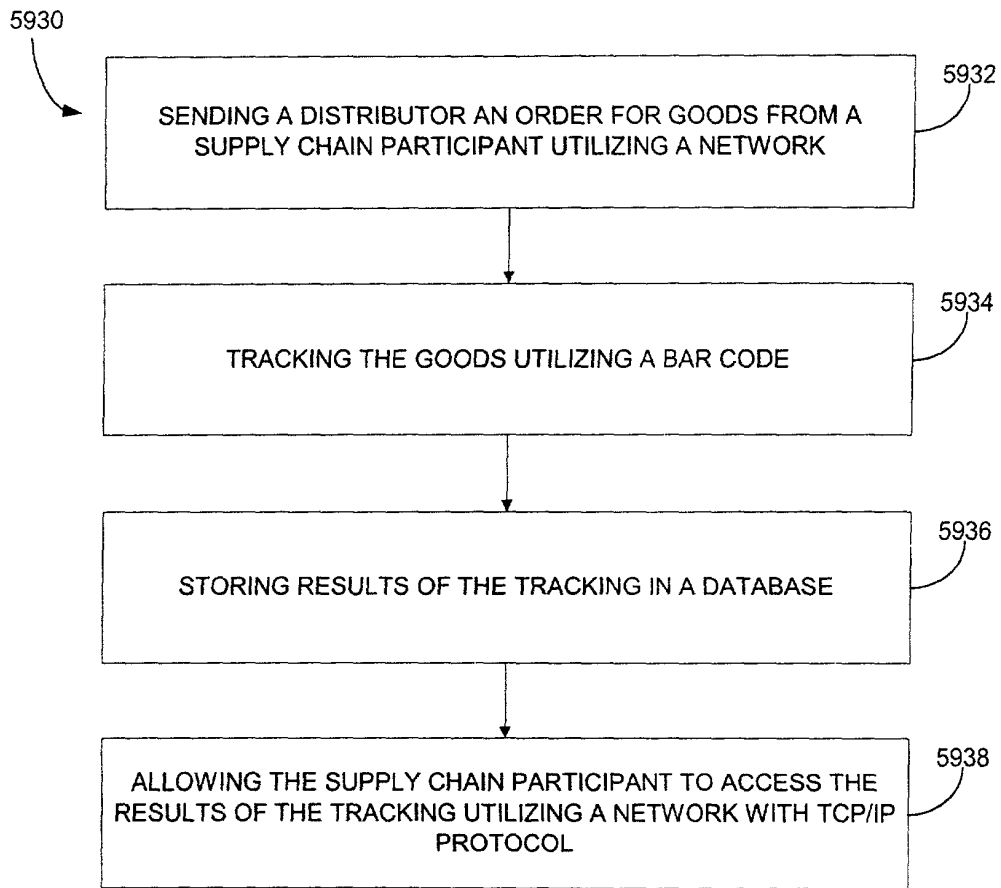 5930
5932
SENDING A DISTRIBUTOR AN ORDER FOR GOODS FROM A
SUPPLY CHAIN PARTICIPANT UTILIZING A NETWORK
5934
TRACKING THE GOODS UTILIZING A BAR CODE
5936
STORING RESULTS OF THE TRACKING IN A DATABASE
5938
ALLOWING THE SUPPLY CHAIN PARTICIPANT TO ACCESS THE
RESULTS OF THE TRACKING UTILIZING A NETWORK WITH TCP/IP
PROTOCOL